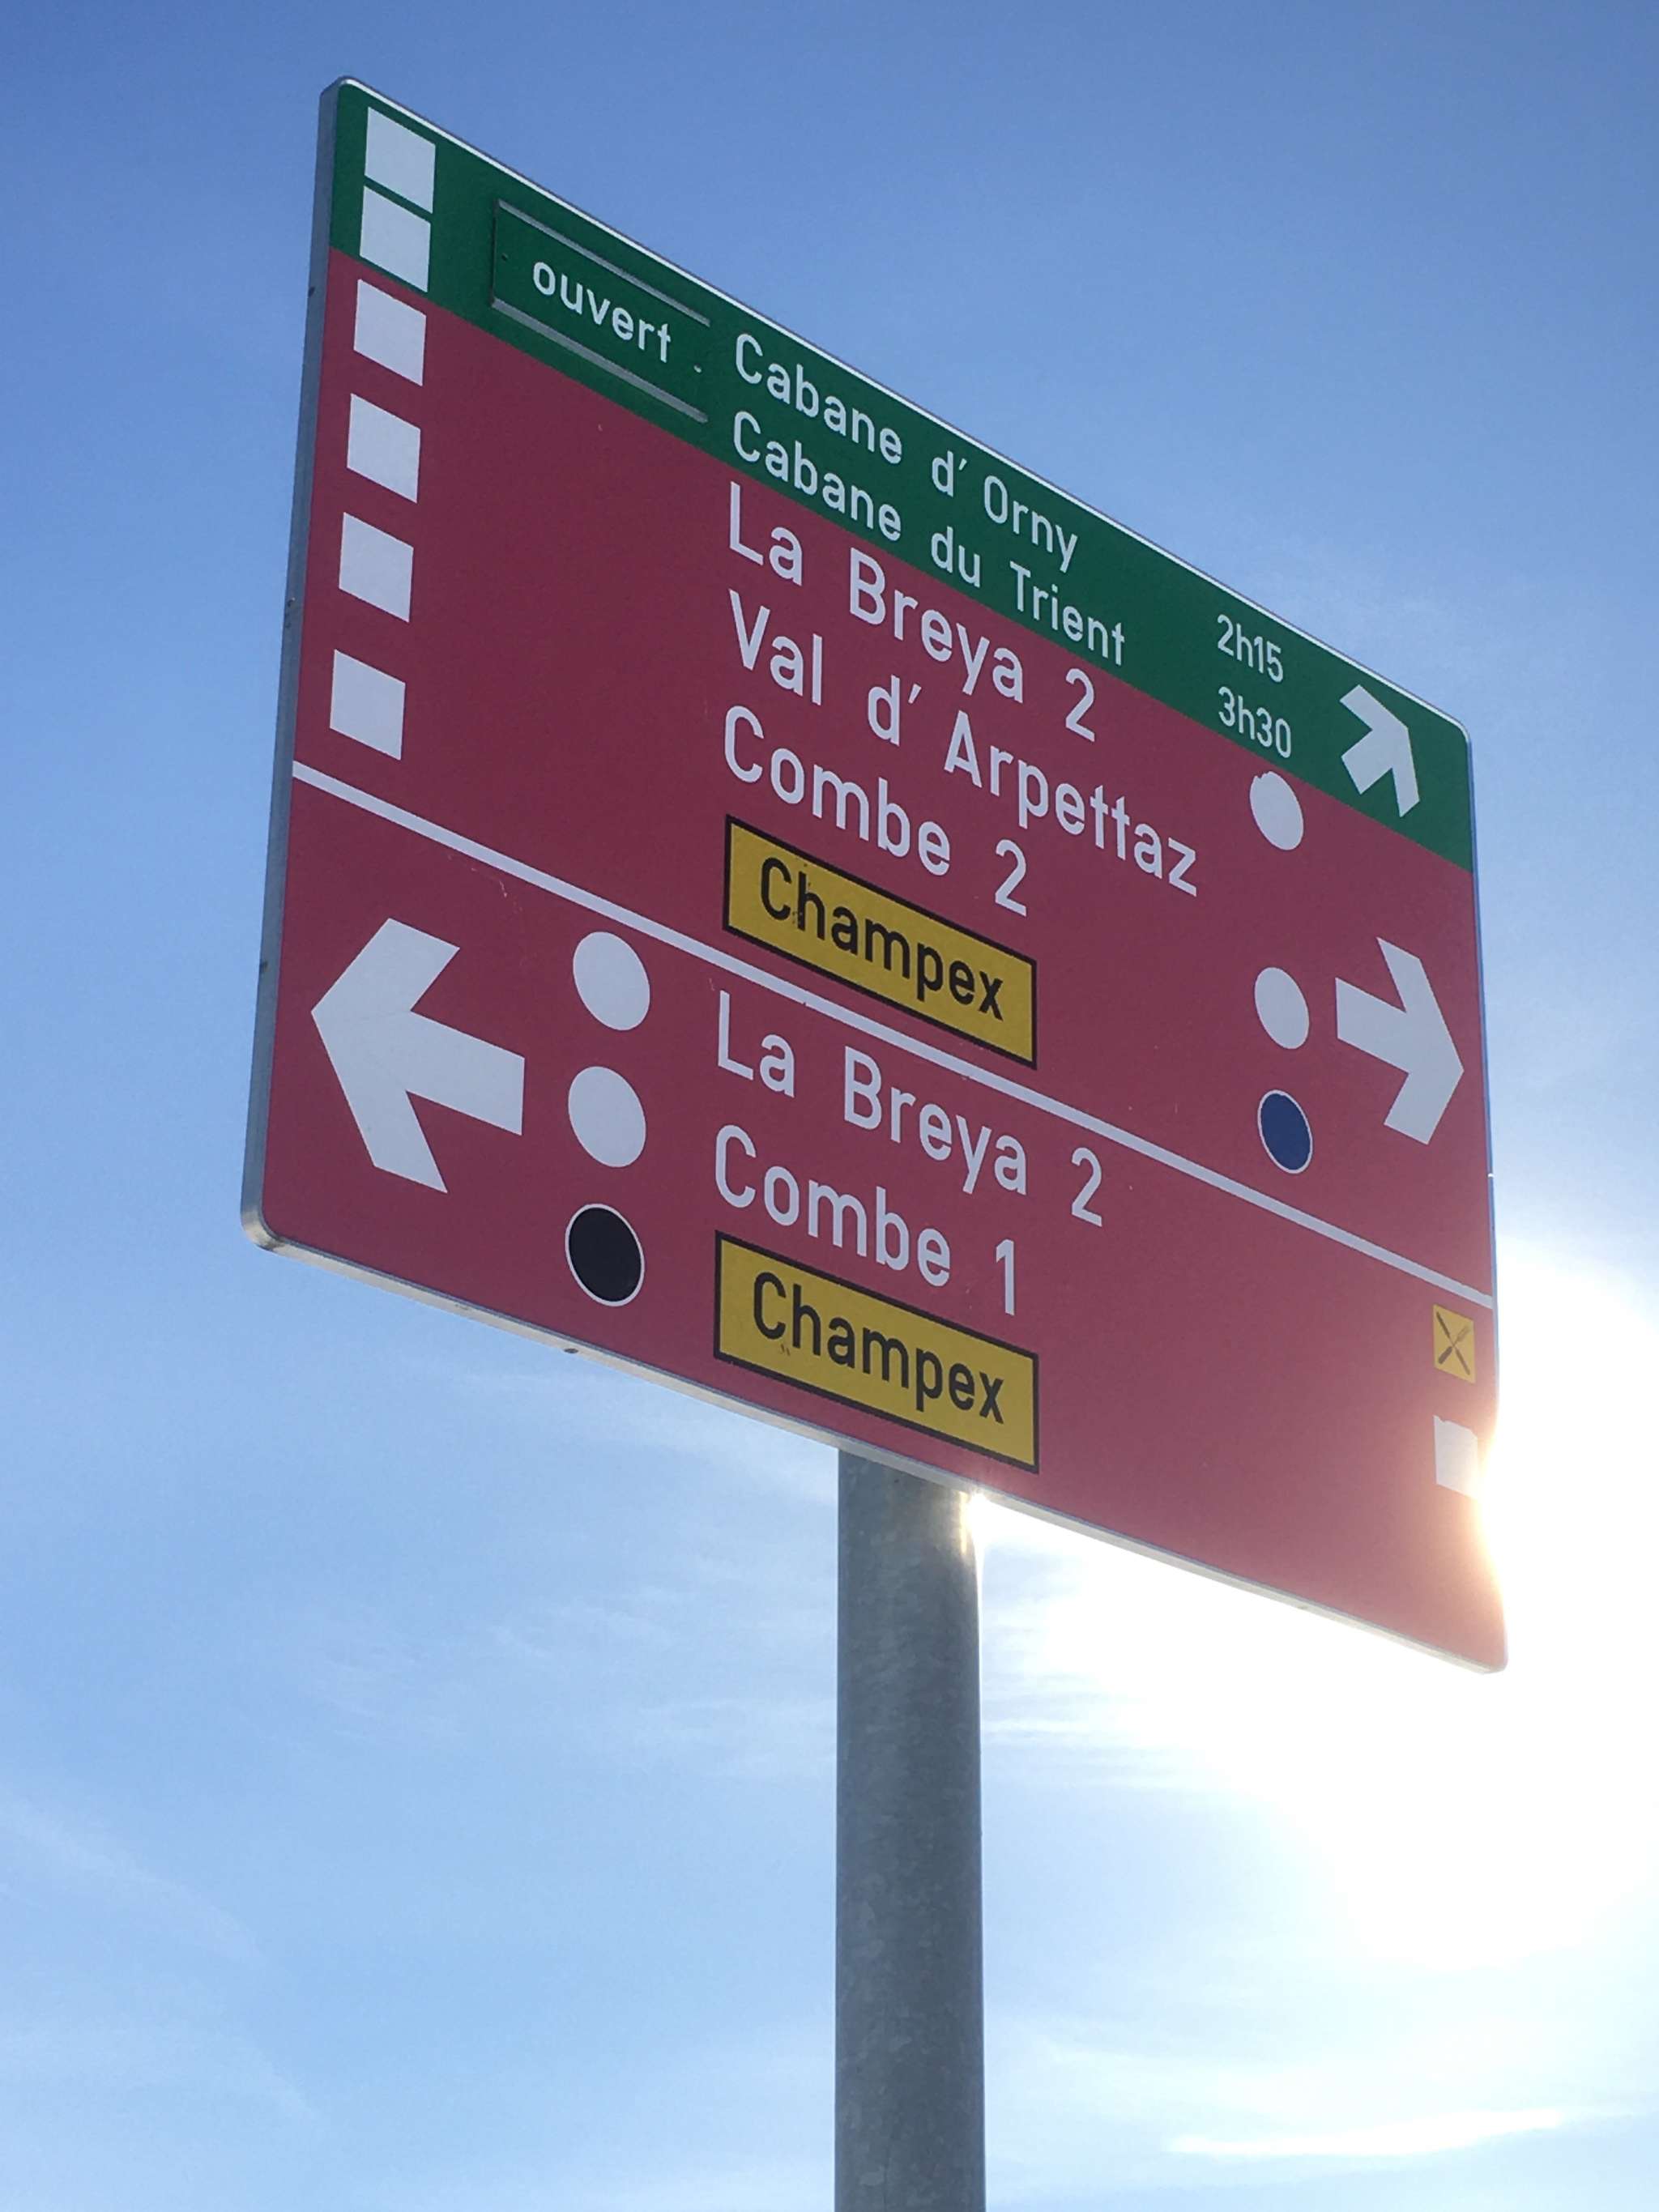 ouvert
Cabane d'Orny 2h15
Cabane du Trient 3h30
La Breya 2
Val d'Arpettaz
Combe 2
Champex
La Breya 2
Combe 1
Champex